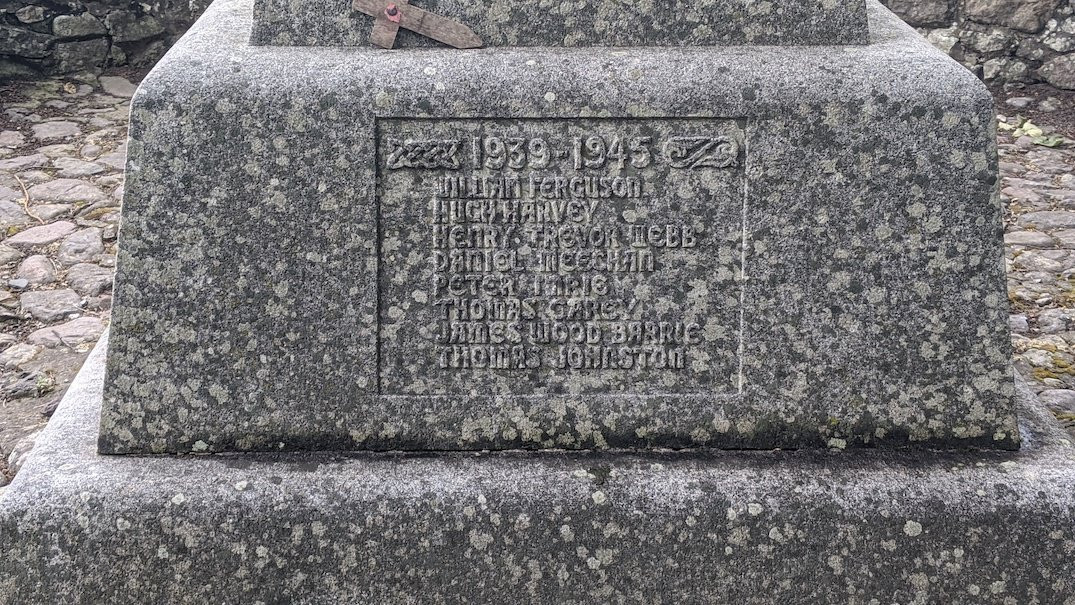 1939-1945
WILLIAM FERGUSON
HUGH HARVEY
HENRY TREVOR WEBB
DANIEL MEECHAN
PETER IMRIE
THOMAS CAREY
JAMES WOOD BARRIE
THOMAS JOHNSTON